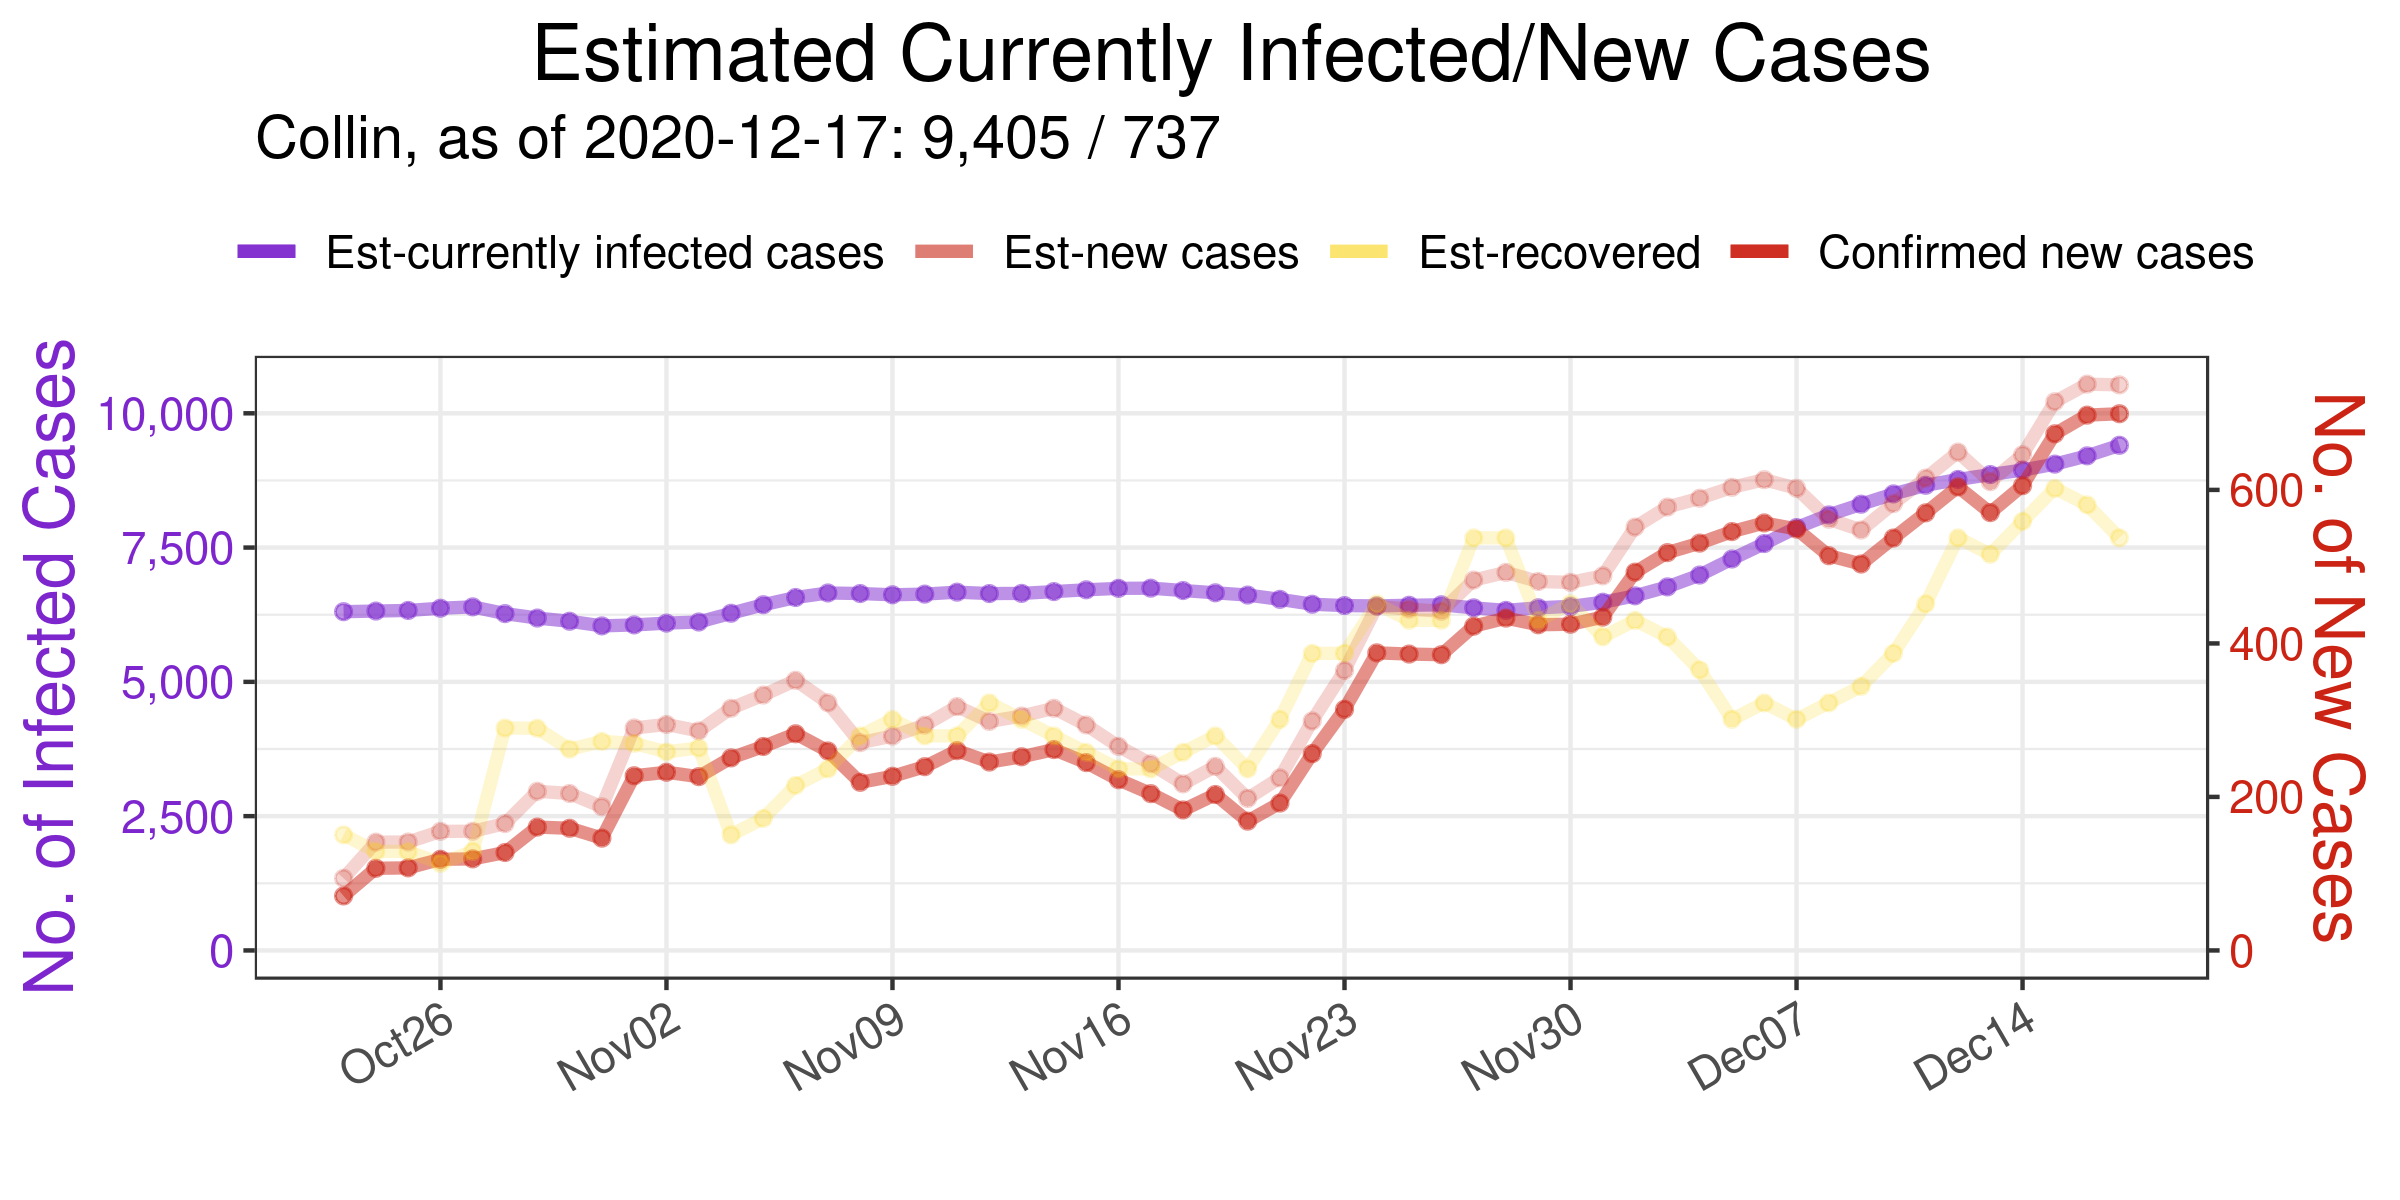 Estimated Currently Infected/New Cases
Collin, as of 2020-12-17: 9,405 / 737
Est-currently infected cases Est-new cases Est-recovered Confirmed new cases
No. of Infected Cases
10,000
7,500
5,000
2,500
0
600
400
200
0
No. of New Cases
Oct26 Nov02 Nov09 Nov16 Nov23 Nov30 Dec07 Dec14